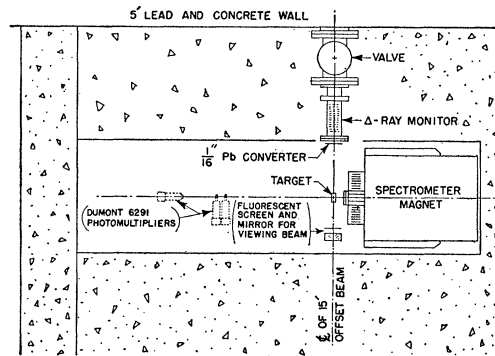 5' LEAD AND CONCRETE WALL
VALVE
Δ-RAY MONITOR
1/16" Pb CONVERTER
TARGET
SPECTROMETER
MAGNET
(DUMONT 6291
PHOTOMULTIPLIERS)
(FLUORESCENT
SCREEN AND
MIRROR FOR
VIEWING BEAM)
℄ OF 15'
OFFSET BEAM